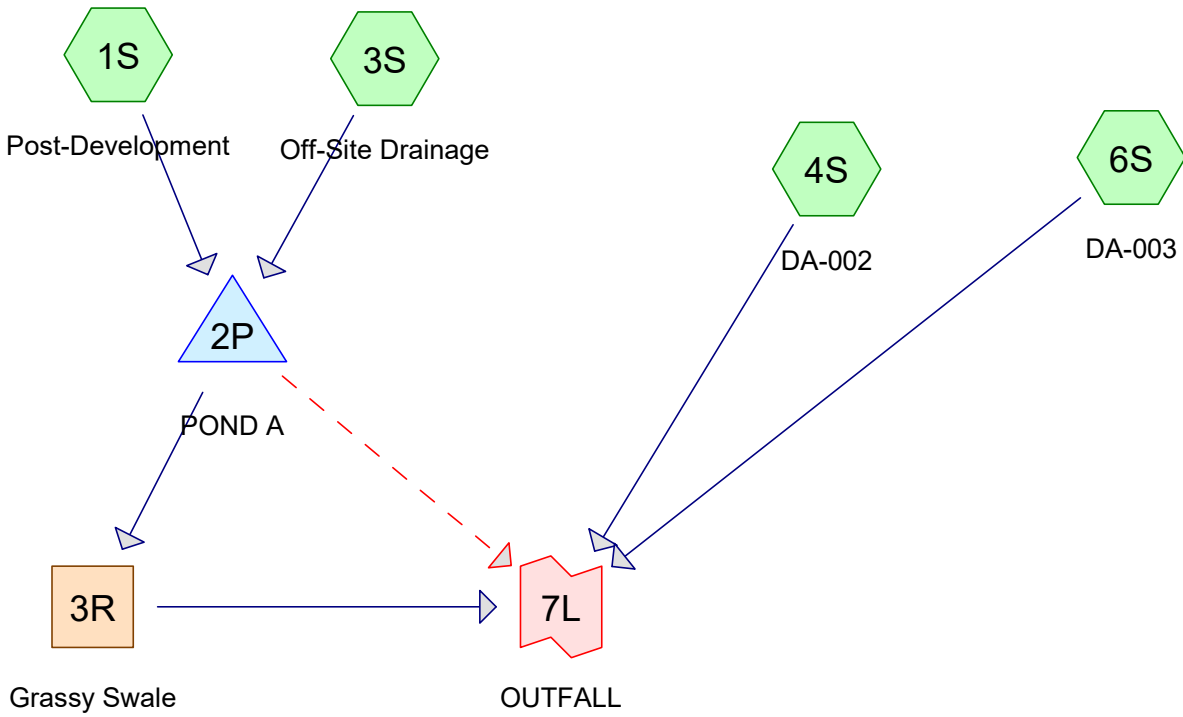 1S
3S
Post-Development
Off-Site Drainage
4S
6S
DA-002
DA-003
2P
POND A
3R
7L
Grassy Swale
OUTFALL